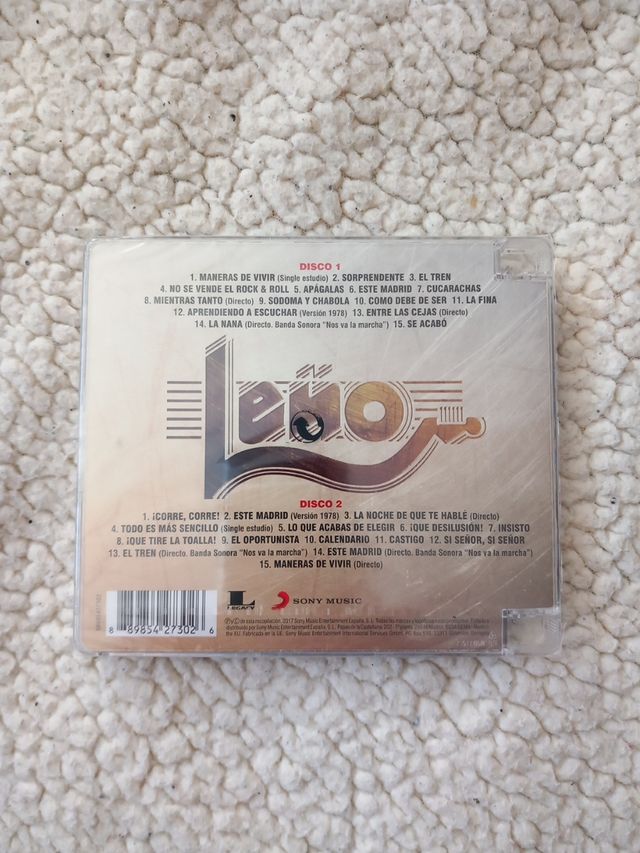 DISCO 1
1. MANERAS DE VIVIR (Single estudio) 2. SORPRENDENTE 3. EL TREN
4. NO SE VENDE EL ROCK & ROLL 5. APÁGALAS 6. ESTE MADRID 7. CUCARACHAS
8. MIENTRAS TANTO (Directo) 9. SODOMA Y CHABOLA 10. COMO DEBE DE SER 11. LA FINA
12. APRENDIENDO A ESCUCHAR (Versión 1978) 13. ENTRE LAS CEJAS (Directo)
14. LA NANA (Directo. Banda Sonora "Nos va la marcha") 15. SE ACABÓ
Leño
DISCO 2
1. ¡CORRE, CORRE! 2. ESTE MADRID (Versión 1978) 3. LA NOCHE DE QUE TE HABLÉ (Directo)
4. TODO ES MÁS SENCILLO (Single estudio) 5. LO QUE ACABAS DE ELEGIR 6. ¡QUE DESILUSIÓN! 7. INSISTO
8. ¡QUE TIRE LA TOALLA! 9. EL OPORTUNISTA 10. CALENDARIO 11. CASTIGO 12. SI SEÑOR, SI SEÑOR
13. EL TREN (Directo. Banda Sonora "Nos va la marcha") 14. ESTE MADRID (Directo. Banda Sonora "Nos va la marcha")
15. MANERAS DE VIVIR (Directo)
L LEGACY SONY MUSIC
8 89854 27302 6